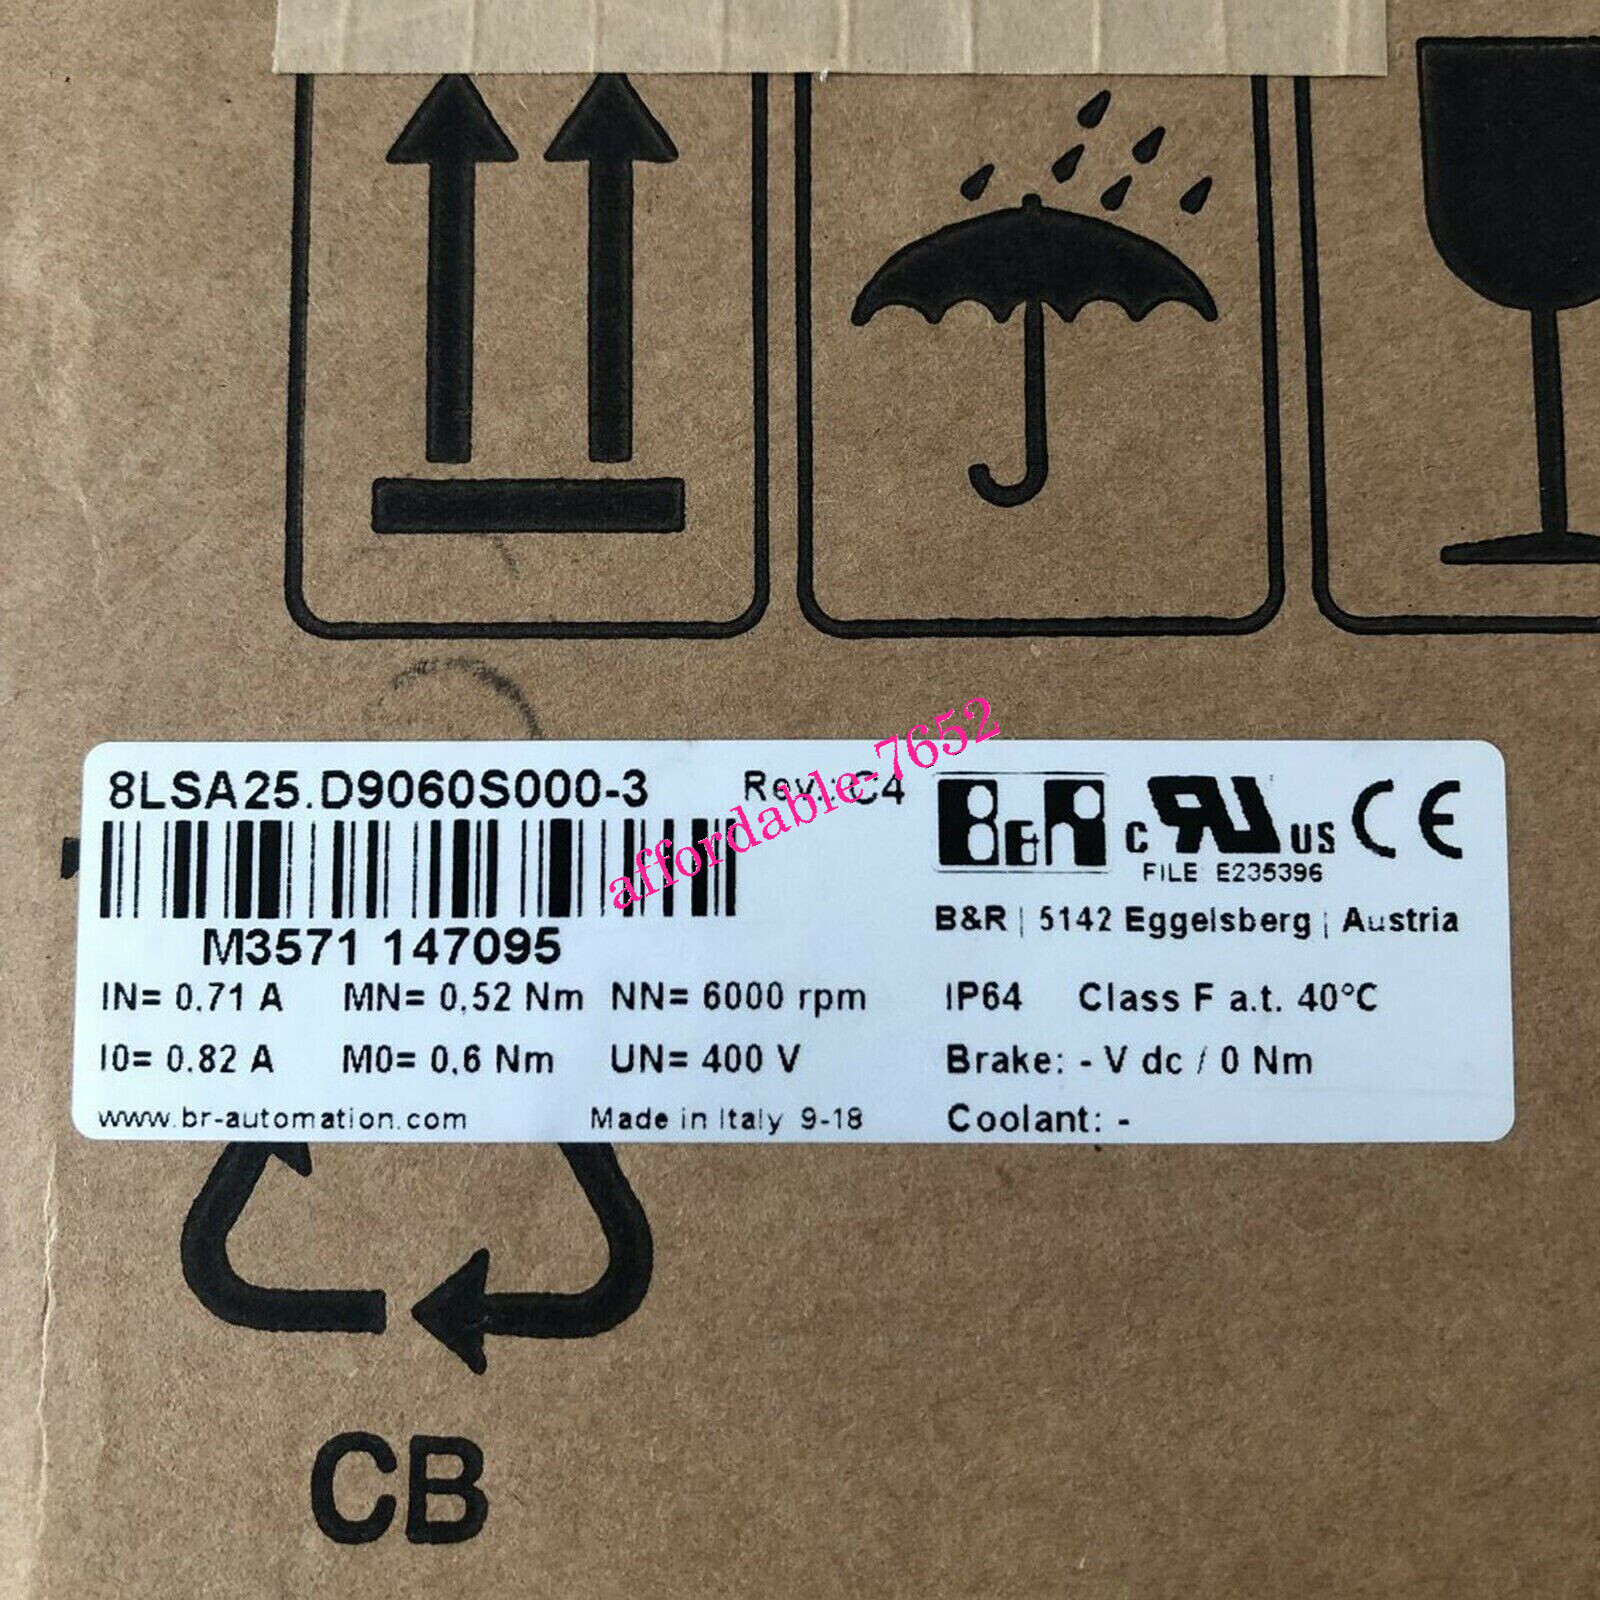 8LSA25.D9060S000-3 Rev.: C4
affordable-7652
B&R c RU US CE
FILE E235396
M3571 147095
B&R | 5142 Eggelsberg | Austria
IN= 0.71 A MN= 0.52 Nm NN= 6000 rpm IP64 Class F a.t. 40°C
I0= 0.82 A M0= 0.6 Nm UN= 400 V Brake: - V dc / 0 Nm
www.br-automation.com Made in Italy 9-18 Coolant: -
CB